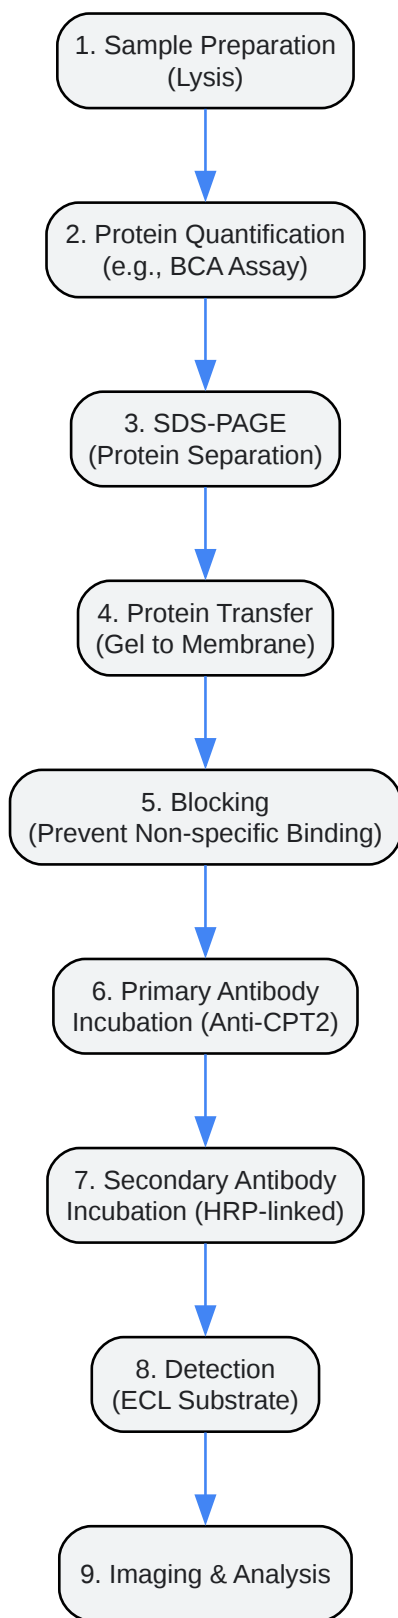 1. Sample Preparation
(Lysis)
2. Protein Quantification
(e.g., BCA Assay)
3. SDS-PAGE
(Protein Separation)
4. Protein Transfer
(Gel to Membrane)
5. Blocking
(Prevent Non-specific Binding)
6. Primary Antibody
Incubation (Anti-CPT2)
7. Secondary Antibody
Incubation (HRP-linked)
8. Detection
(ECL Substrate)
9. Imaging & Analysis